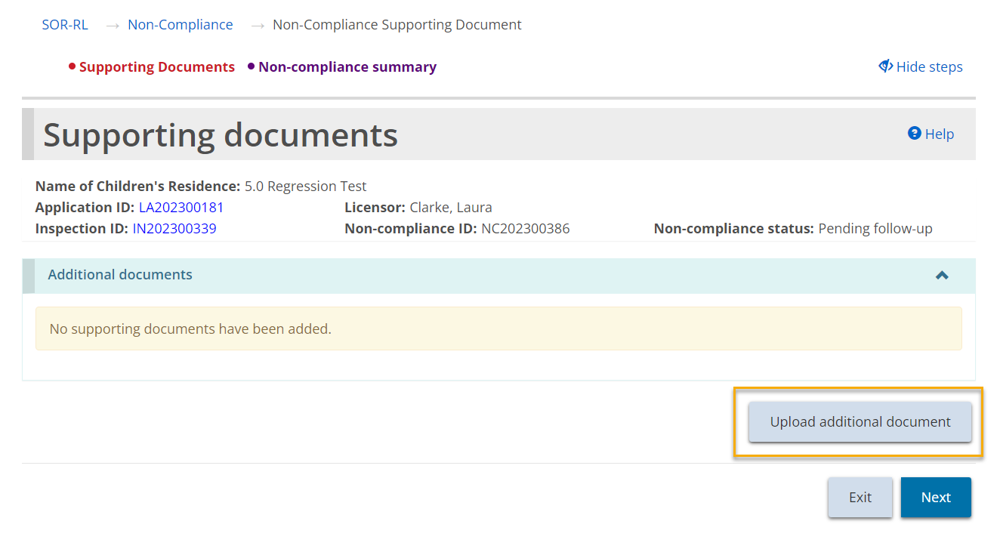 SOR-RL → Non-Compliance → Non-Compliance Supporting Document
• Supporting Documents • Non-compliance summary Hide steps
Supporting documents Help
Name of Children's Residence: 5.0 Regression Test
Application ID: LA202300181 Licensor: Clarke, Laura
Inspection ID: IN202300339 Non-compliance ID: NC202300386 Non-compliance status: Pending follow-up
Additional documents
No supporting documents have been added.
Upload additional document
Exit Next